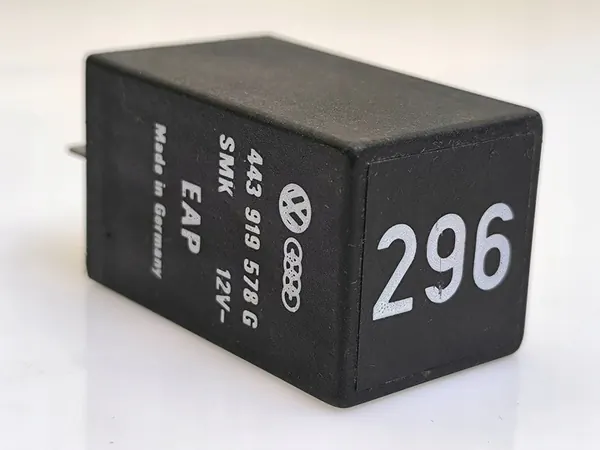 443 919 578 G
SMK 12V-
EAP
Made in Germany
296